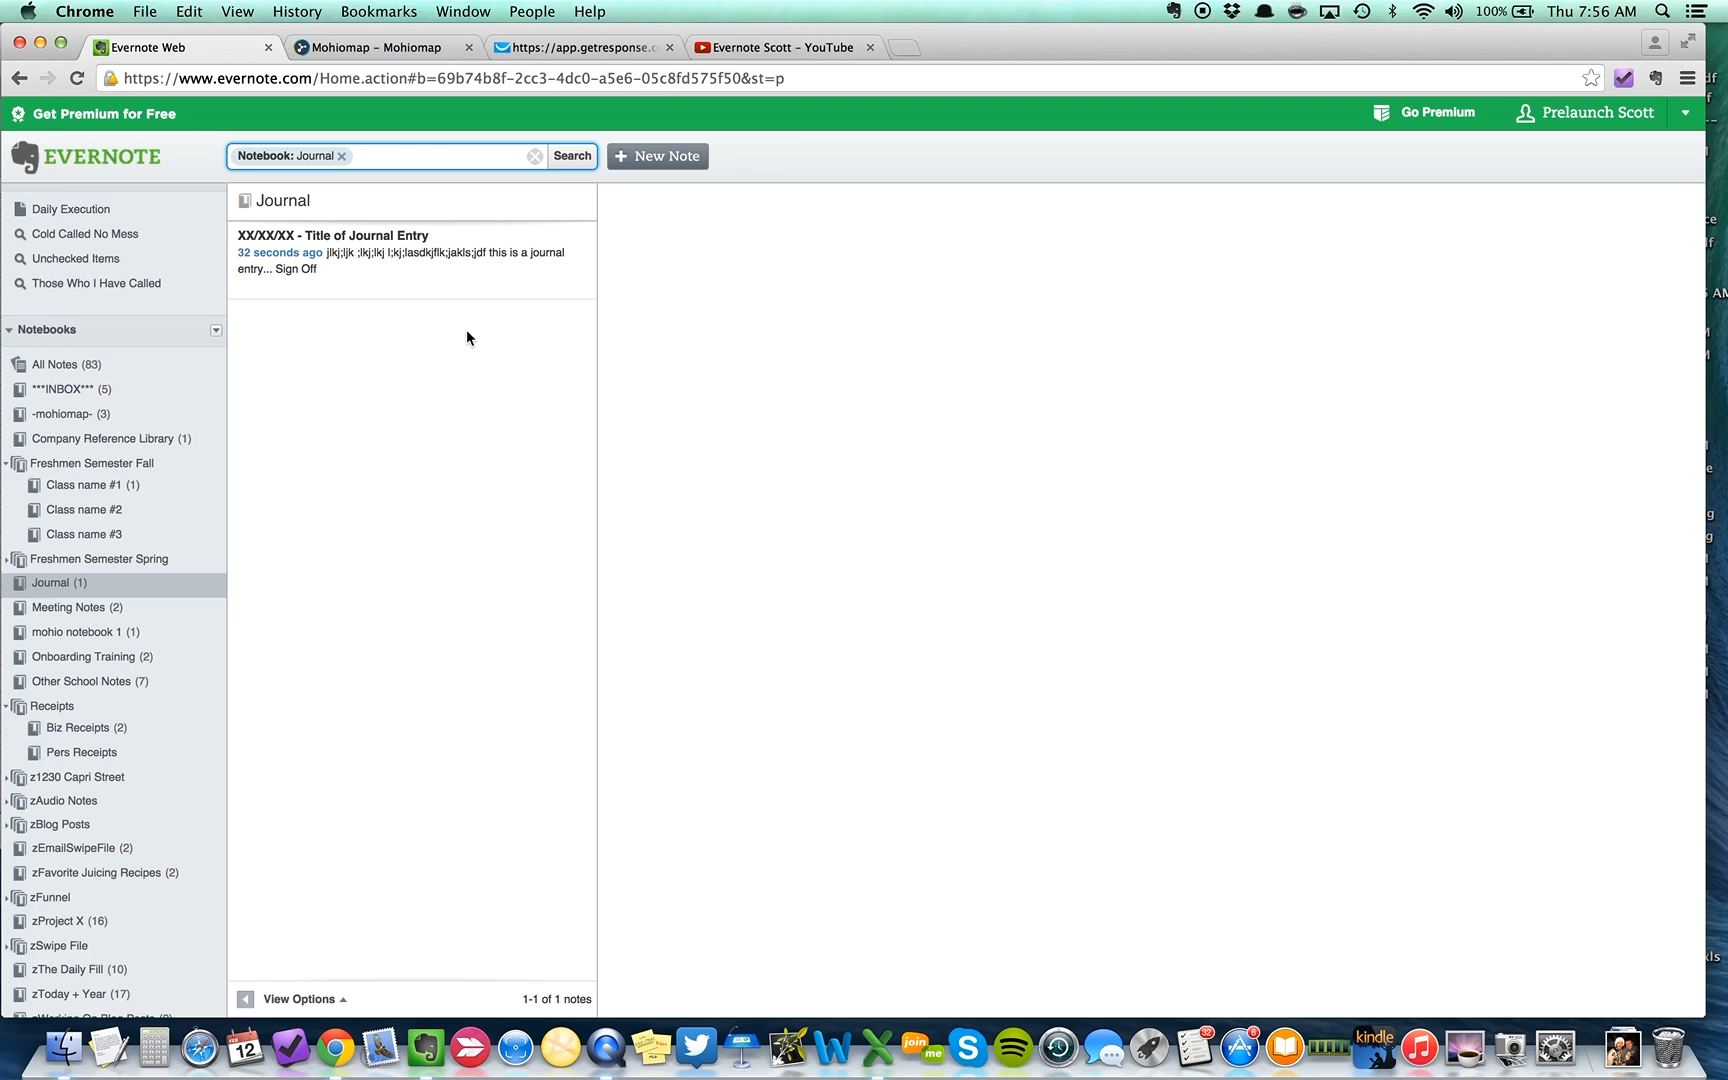 Chrome File Edit View History Bookmarks Window People Help
100% Thu 7:56 AM
Evernote Web
Mohiomap – Mohiomap
https://app.getresponse.c
Evernote Scott – YouTube
https://www.evernote.com/Home.action#b=69b74b8f-2cc3-4dc0-a5e6-05c8fd575f50&st=p
Get Premium for Free
Go Premium
Prelaunch Scott
EVERNOTE
Notebook: Journal
Search
+ New Note
Daily Execution
Cold Called No Mess
Unchecked Items
Those Who I Have Called
Notebooks
All Notes (83)
***INBOX*** (5)
-mohiomap- (3)
Company Reference Library (1)
Freshmen Semester Fall
Class name #1 (1)
Class name #2
Class name #3
Freshmen Semester Spring
Journal (1)
Meeting Notes (2)
mohio notebook 1 (1)
Onboarding Training (2)
Other School Notes (7)
Receipts
Biz Receipts (2)
Pers Receipts
z1230 Capri Street
zAudio Notes
zBlog Posts
zEmailSwipeFile (2)
zFavorite Juicing Recipes (2)
zFunnel
zProject X (16)
zSwipe File
zThe Daily Fill (10)
zToday + Year (17)
Journal
XX/XX/XX - Title of Journal Entry
32 seconds ago jlkj;ljk ;lkj;lkj l;kj;lasdkjflk;jakls;jdf this is a journal
entry... Sign Off
View Options
1-1 of 1 notes
FEB
12
join
me
32
8
kindle